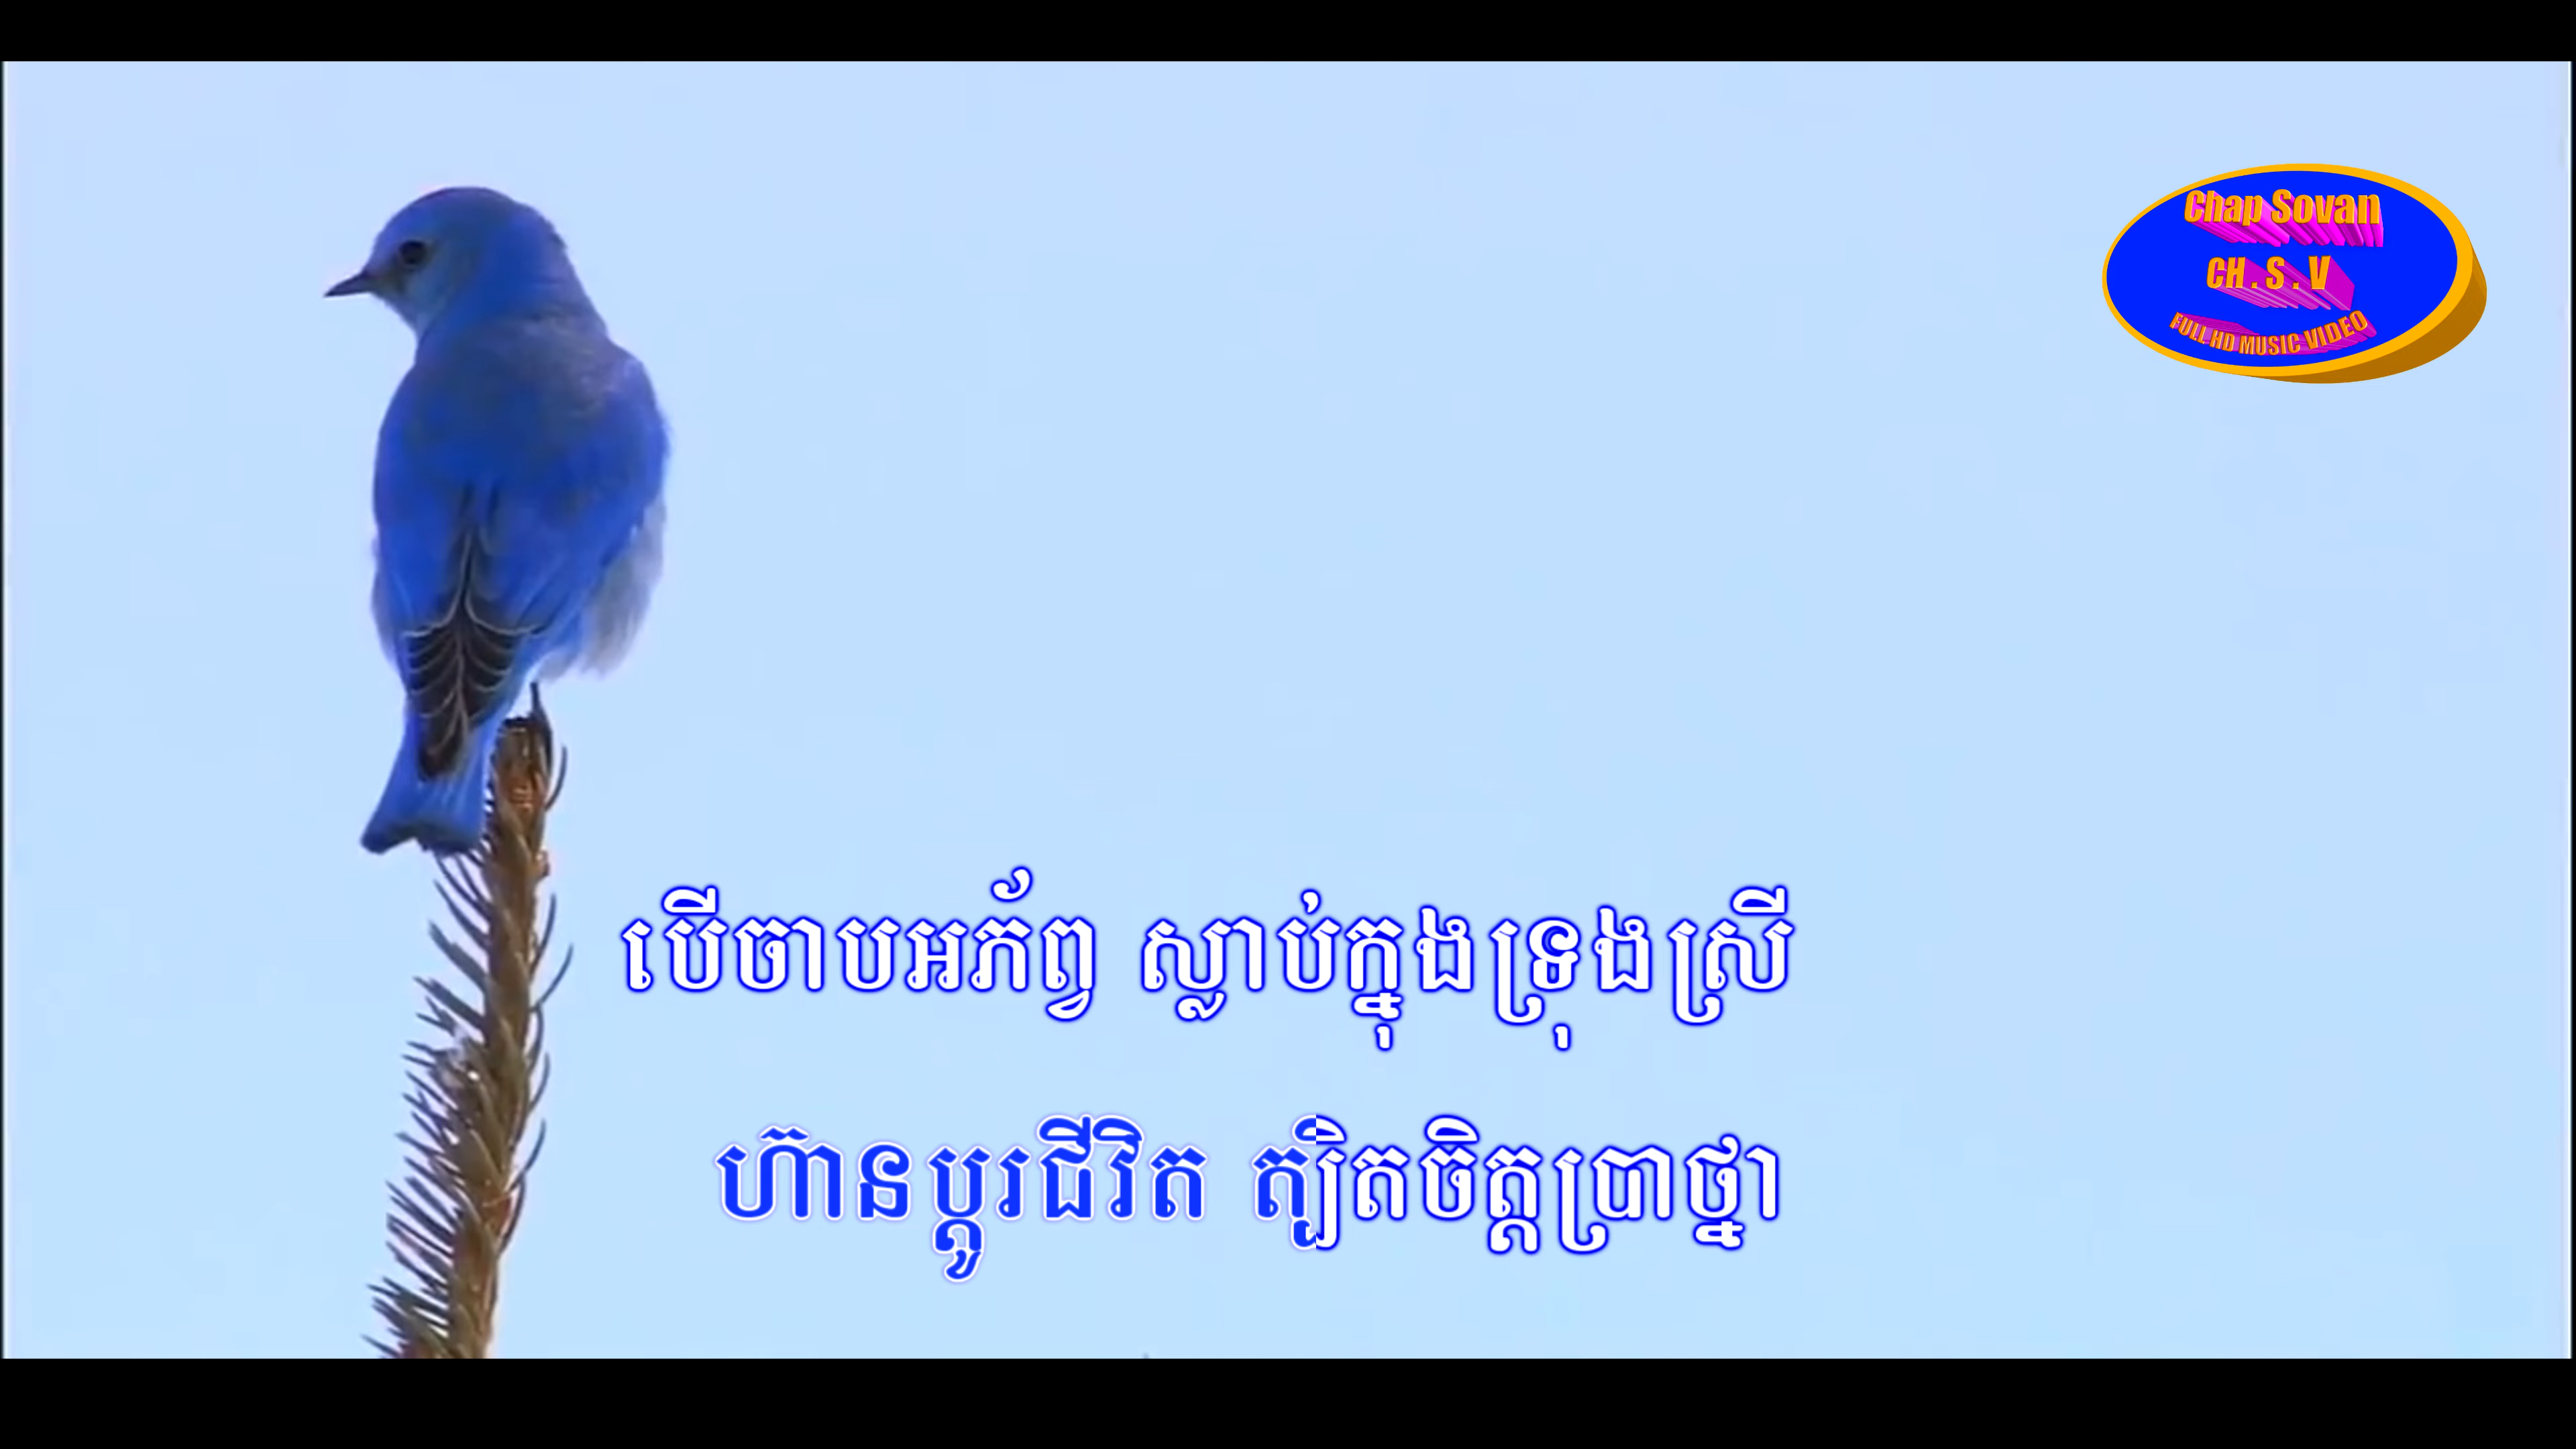 Chap Sovan
CH . S . V
FULL HD MUSIC VIDEO
បើចាបអភ័ព្វ ស្លាប់ក្នុងទ្រុងស្រី
ហ៊ានប្ដូរជីវិត ត្បិតចិត្តប្រាថ្នា